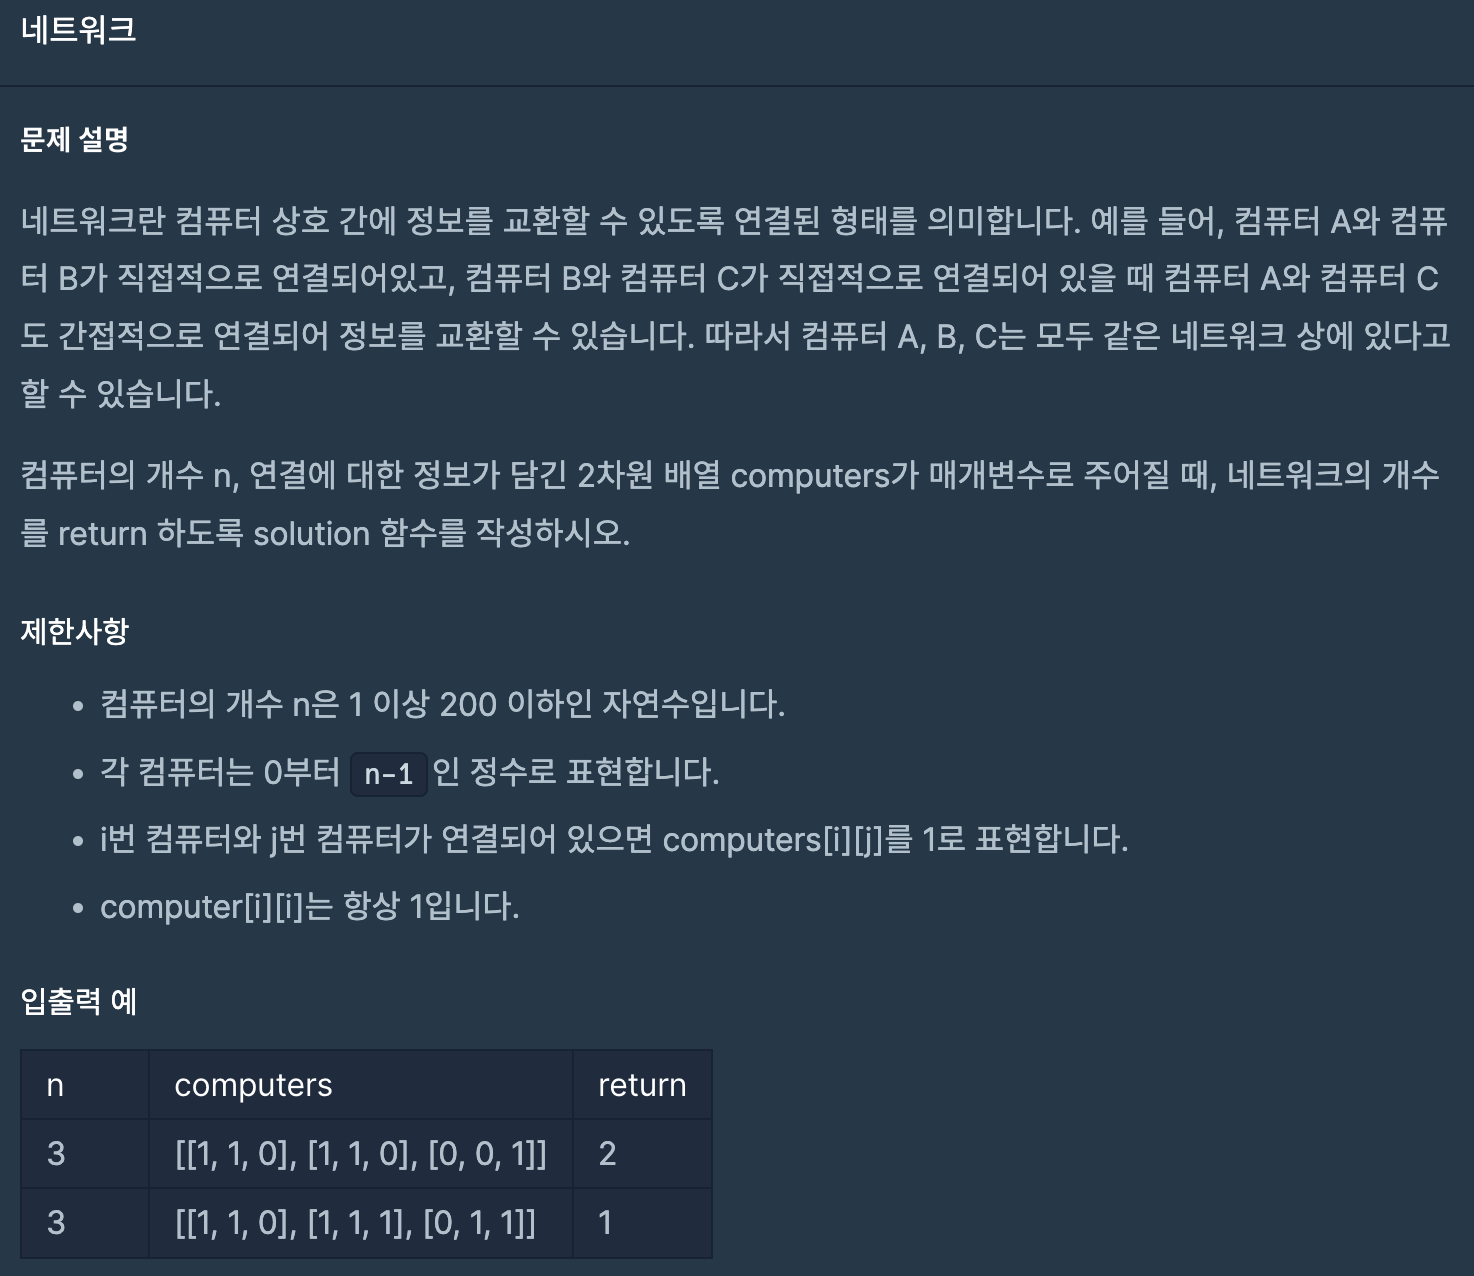 네트워크
문제 설명
네트워크란 컴퓨터 상호 간에 정보를 교환할 수 있도록 연결된 형태를 의미합니다. 예를 들어, 컴퓨터 A와 컴퓨
터 B가 직접적으로 연결되어있고, 컴퓨터 B와 컴퓨터 C가 직접적으로 연결되어 있을 때 컴퓨터 A와 컴퓨터 C
도 간접적으로 연결되어 정보를 교환할 수 있습니다. 따라서 컴퓨터 A, B, C는 모두 같은 네트워크 상에 있다고
할 수 있습니다.
컴퓨터의 개수 n, 연결에 대한 정보가 담긴 2차원 배열 computers가 매개변수로 주어질 때, 네트워크의 개수
를 return 하도록 solution 함수를 작성하시오.
제한사항
• 컴퓨터의 개수 n은 1 이상 200 이하인 자연수입니다.
• 각 컴퓨터는 0부터 n-1 인 정수로 표현합니다.
• i번 컴퓨터와 j번 컴퓨터가 연결되어 있으면 computers[i][j]를 1로 표현합니다.
• computer[i][i]는 항상 1입니다.
입출력 예
n computers return
3 [[1, 1, 0], [1, 1, 0], [0, 0, 1]] 2
3 [[1, 1, 0], [1, 1, 1], [0, 1, 1]] 1